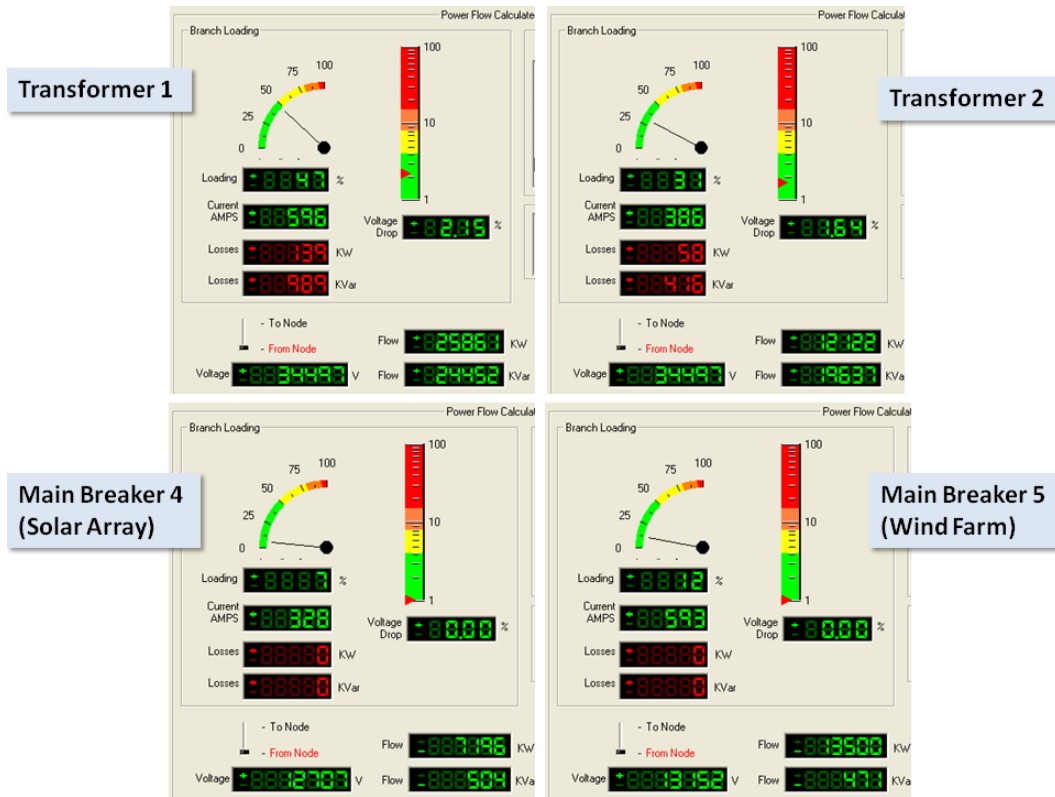 Transformer 1
Power Flow Calculate
Branch Loading
0
25
50
75
100
100
10
1
Loading + 47 %
Current AMPS + 596
Losses + 139 KW
Losses + 989 KVar
Voltage Drop + 2.15 %
- To Node
- From Node
Voltage + 34497 V
Flow + 25861 KW
Flow + 24452 KVar
Transformer 2
Power Flow Calculated
Branch Loading
0
25
50
75
100
100
10
1
Loading + 31 %
Current AMPS + 386
Losses + 58 KW
Losses + 416 KVar
Voltage Drop + 1.64 %
- To Node
- From Node
Voltage + 34497 V
Flow + 12122 KW
Flow + 19637 KVar
Main Breaker 4
(Solar Array)
Power Flow Calculat
Branch Loading
0
25
50
75
100
100
10
1
Loading + 7 %
Current AMPS + 328
Losses + 0 KW
Losses + 0 KVar
Voltage Drop + 0.00 %
- To Node
- From Node
Voltage + 12707 V
Flow - 7196 KW
Flow - 504 KVa
Main Breaker 5
(Wind Farm)
Power Flow Calculat
Branch Loading
0
25
50
75
100
100
10
1
Loading + 12 %
Current AMPS + 593
Losses + 0 KW
Losses + 0 KVar
Voltage Drop + 0.00 %
- To Node
- From Node
Voltage + 13152 V
Flow - 13500 KW
Flow - 471 KVa